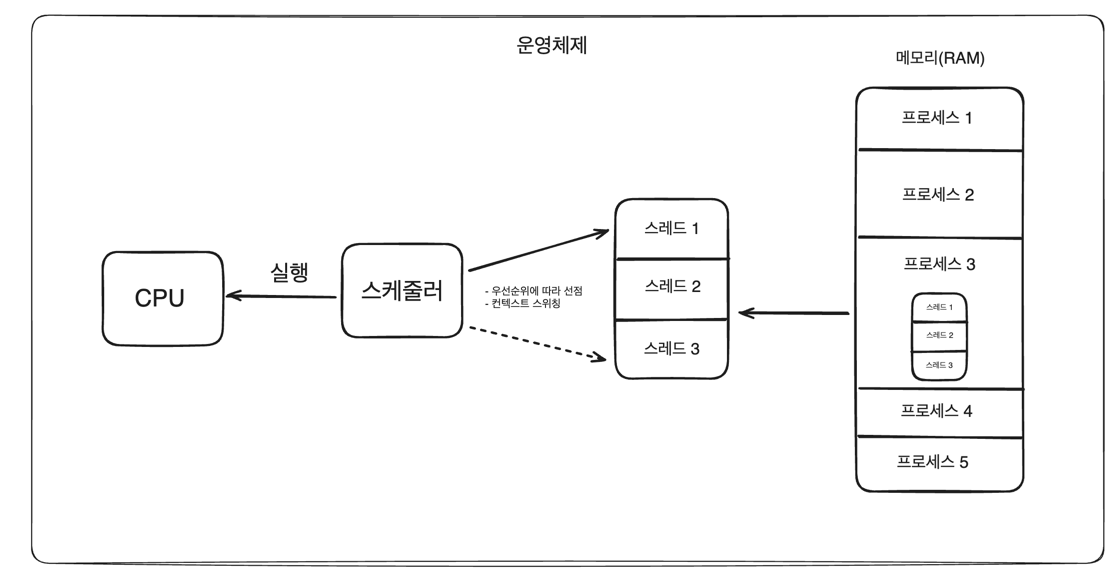 운영체제
메모리(RAM)
프로세스 1
프로세스 2
프로세스 3
스레드 1
스레드 2
스레드 3
프로세스 4
프로세스 5
스레드 1
스레드 2
스레드 3
- 우선순위에 따라 선점
- 컨텍스트 스위칭
스케줄러
실행
CPU